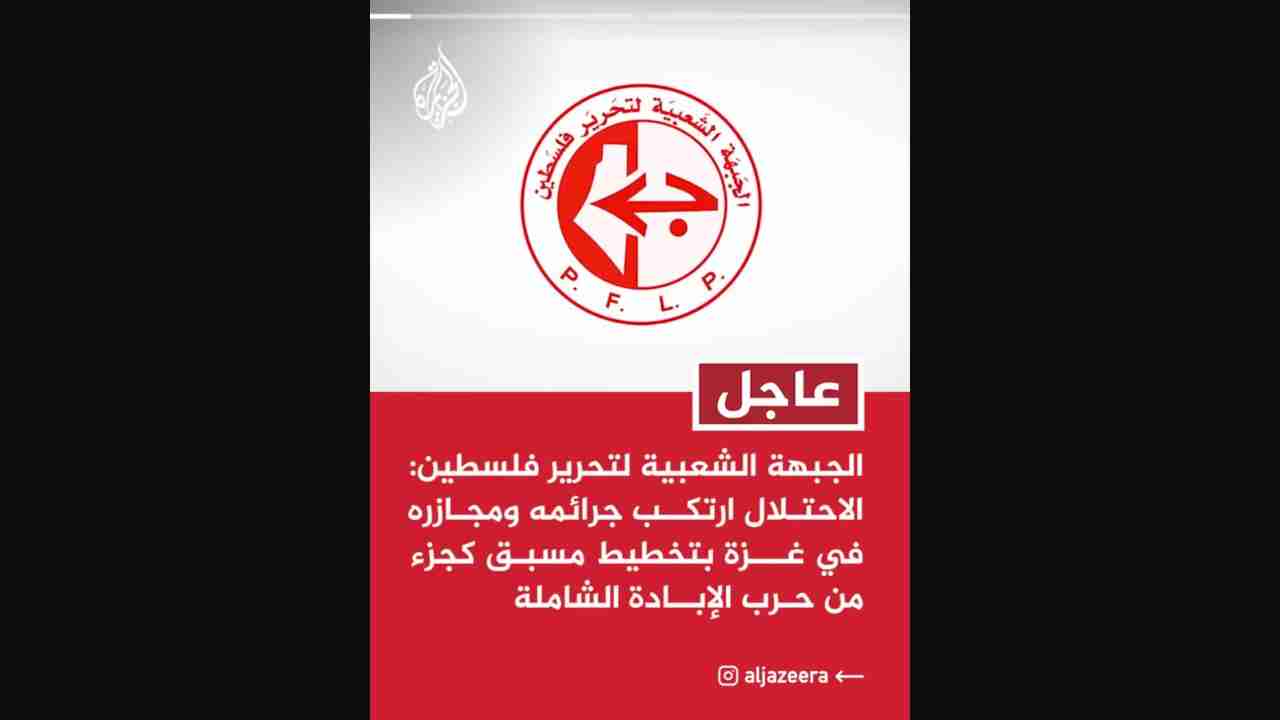 الجزيرة
الجبهة الشعبية لتحرير فلسطين
P. F. L. P.
عاجل
الجبهة الشعبية لتحرير فلسطين:
الاحتلال ارتكب جرائمه ومجازره
في غزة بتخطيط مسبق كجزء
من حرب الإبادة الشاملة
aljazeera